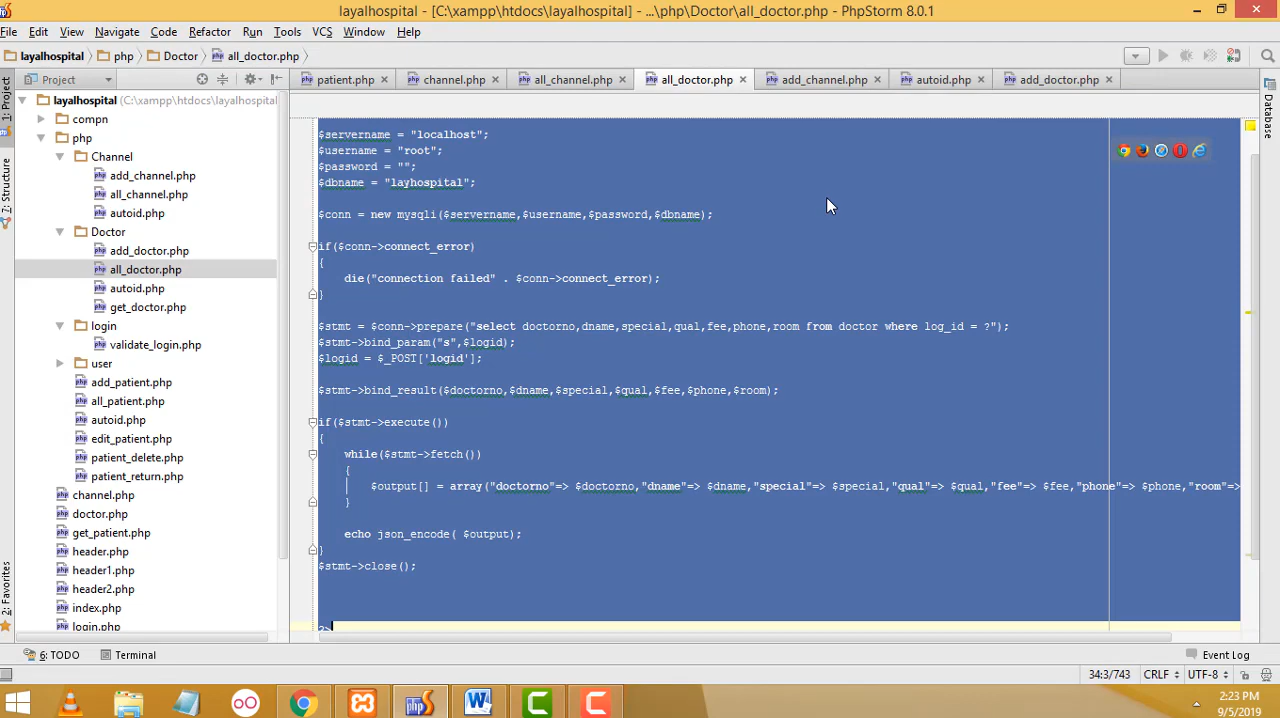 layalhospital - [C:\xampp\htdocs\layalhospital] - ...\php\Doctor\all_doctor.php - PhpStorm 8.0.1
File Edit View Navigate Code Refactor Run Tools VCS Window Help
layalhospital php Doctor all_doctor.php
Project
patient.php channel.php all_channel.php all_doctor.php add_channel.php autoid.php add_doctor.php
1: Project
7: Structure
2: Favorites
Database
layalhospital (C:\xampp\htdocs\layalhospital
compn
php
Channel
add_channel.php
all_channel.php
autoid.php
Doctor
add_doctor.php
all_doctor.php
autoid.php
get_doctor.php
login
validate_login.php
user
add_patient.php
all_patient.php
autoid.php
edit_patient.php
patient_delete.php
patient_return.php
channel.php
doctor.php
get_patient.php
header.php
header1.php
header2.php
index.php
login.php
$servername = "localhost";
$username = "root";
$password = "";
$dbname = "layhospital";
$conn = new mysqli($servername,$username,$password,$dbname);
if($conn->connect_error)
{
die("connection failed" . $conn->connect_error);
}
$stmt = $conn->prepare("select doctorno,dname,special,qual,fee,phone,room from doctor where log_id = ?");
$stmt->bind_param("s",$logid);
$logid = $_POST['logid'];
$stmt->bind_result($doctorno,$dname,$special,$qual,$fee,$phone,$room);
if($stmt->execute())
{
while($stmt->fetch())
{
$output[] = array("doctorno"=> $doctorno,"dname"=> $dname,"special"=> $special,"qual"=> $qual,"fee"=> $fee,"phone"=> $phone,"room"=>
}
echo json_encode( $output);
}
$stmt->close();
?>
6: TODO Terminal Event Log
34:3/743 CRLF UTF-8
2:23 PM
9/5/2019